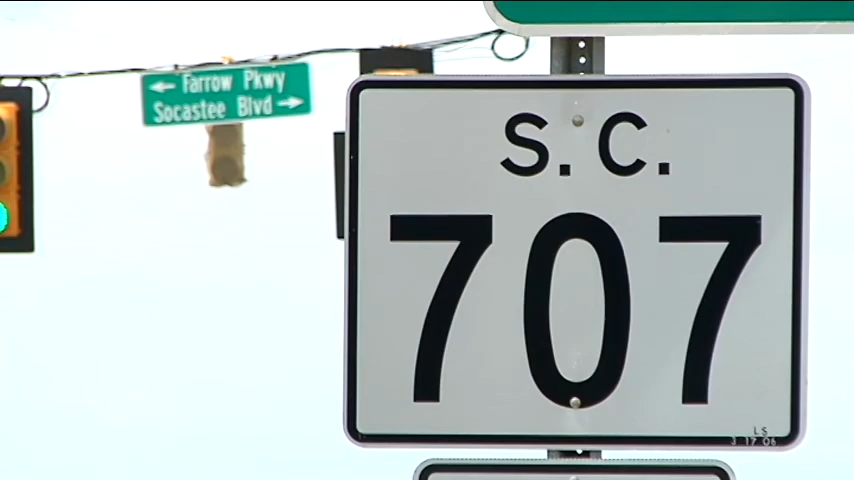 ← Farrow Pkwy
Socastee Blvd →
S. C.
707
LS
3 17 06